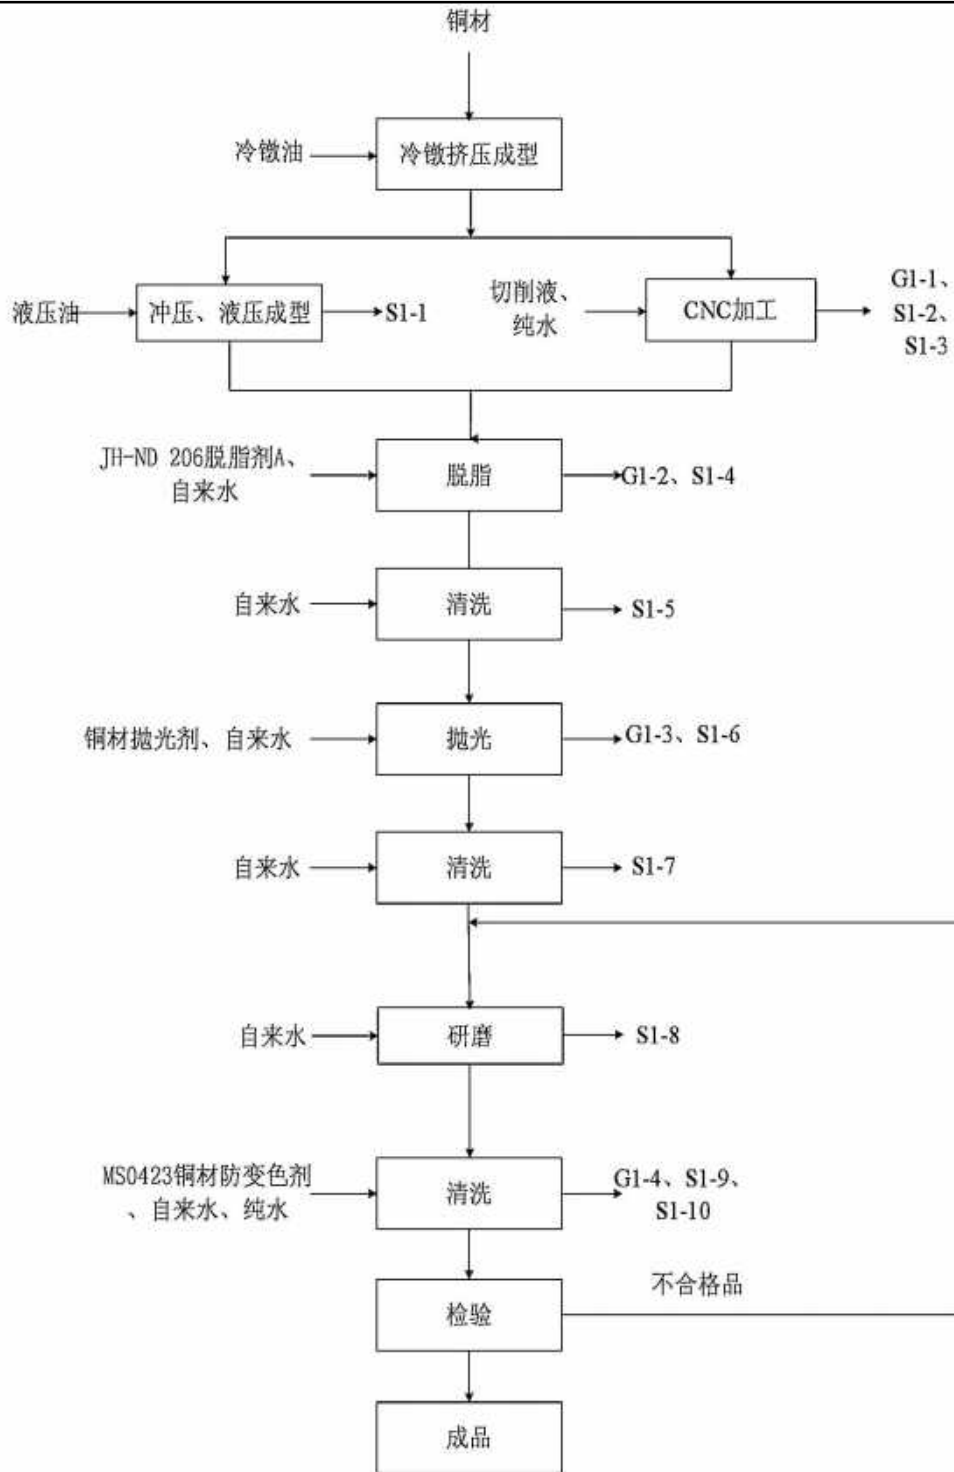 铜材
冷镦油
冷镦挤压成型
液压油
冲压、液压成型
S1-1
切削液、
纯水
CNC加工
G1-1、
S1-2、
S1-3
JH-ND 206脱脂剂A、
自来水
脱脂
G1-2、S1-4
自来水
清洗
S1-5
铜材抛光剂、自来水
抛光
G1-3、S1-6
自来水
清洗
S1-7
自来水
研磨
S1-8
MS0423铜材防变色剂
、自来水、纯水
清洗
G1-4、S1-9、
S1-10
不合格品
检验
成品